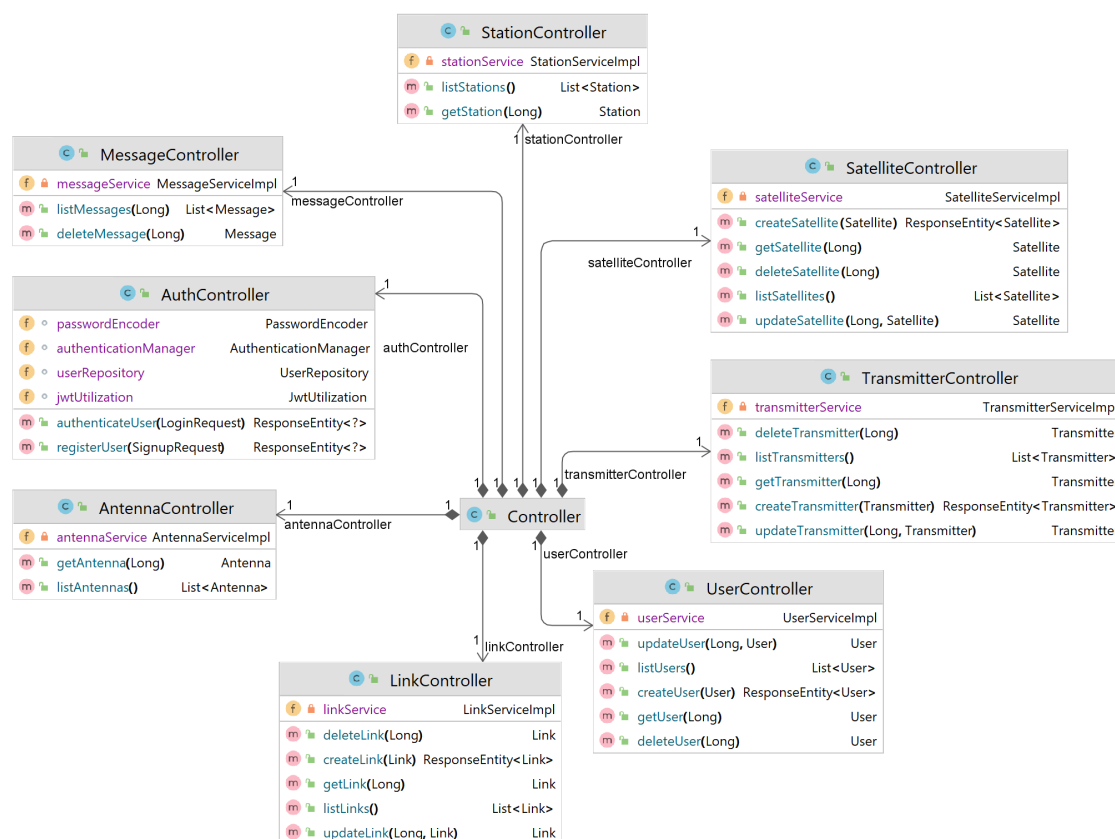 StationController
stationService StationServiceImpl
listStations() List<Station>
getStation(Long) Station
1 stationController
MessageController
messageService MessageServiceImpl
listMessages(Long) List<Message>
deleteMessage(Long) Message
1
messageController
SatelliteController
satelliteService SatelliteServiceImpl
createSatellite(Satellite) ResponseEntity<Satellite>
getSatellite(Long) Satellite
deleteSatellite(Long) Satellite
listSatellites() List<Satellite>
updateSatellite(Long, Satellite) Satellite
1
satelliteController
AuthController
passwordEncoder PasswordEncoder
authenticationManager AuthenticationManager
userRepository UserRepository
jwtUtilization JwtUtilization
authenticateUser(LoginRequest) ResponseEntity<?>
registerUser(SignupRequest) ResponseEntity<?>
1
authController
TransmitterController
transmitterService TransmitterServiceImp
deleteTransmitter(Long) Transmitte
listTransmitters() List<Transmitter>
getTransmitter(Long) Transmitte
createTransmitter(Transmitter) ResponseEntity<Transmitter>
updateTransmitter(Long, Transmitter) Transmitte
1
transmitterController
1 1 1 1 1
AntennaController
antennaService AntennaServiceImpl
getAntenna(Long) Antenna
listAntennas() List<Antenna>
1 1
antennaController
Controller
1 1
userController
UserController
userService UserServiceImpl
updateUser(Long, User) User
listUsers() List<User>
createUser(User) ResponseEntity<User>
getUser(Long) User
deleteUser(Long) User
1
1 linkController
LinkController
linkService LinkServiceImpl
deleteLink(Long) Link
createLink(Link) ResponseEntity<Link>
getLink(Long) Link
listLinks() List<Link>
updateLink(Long, Link) Link